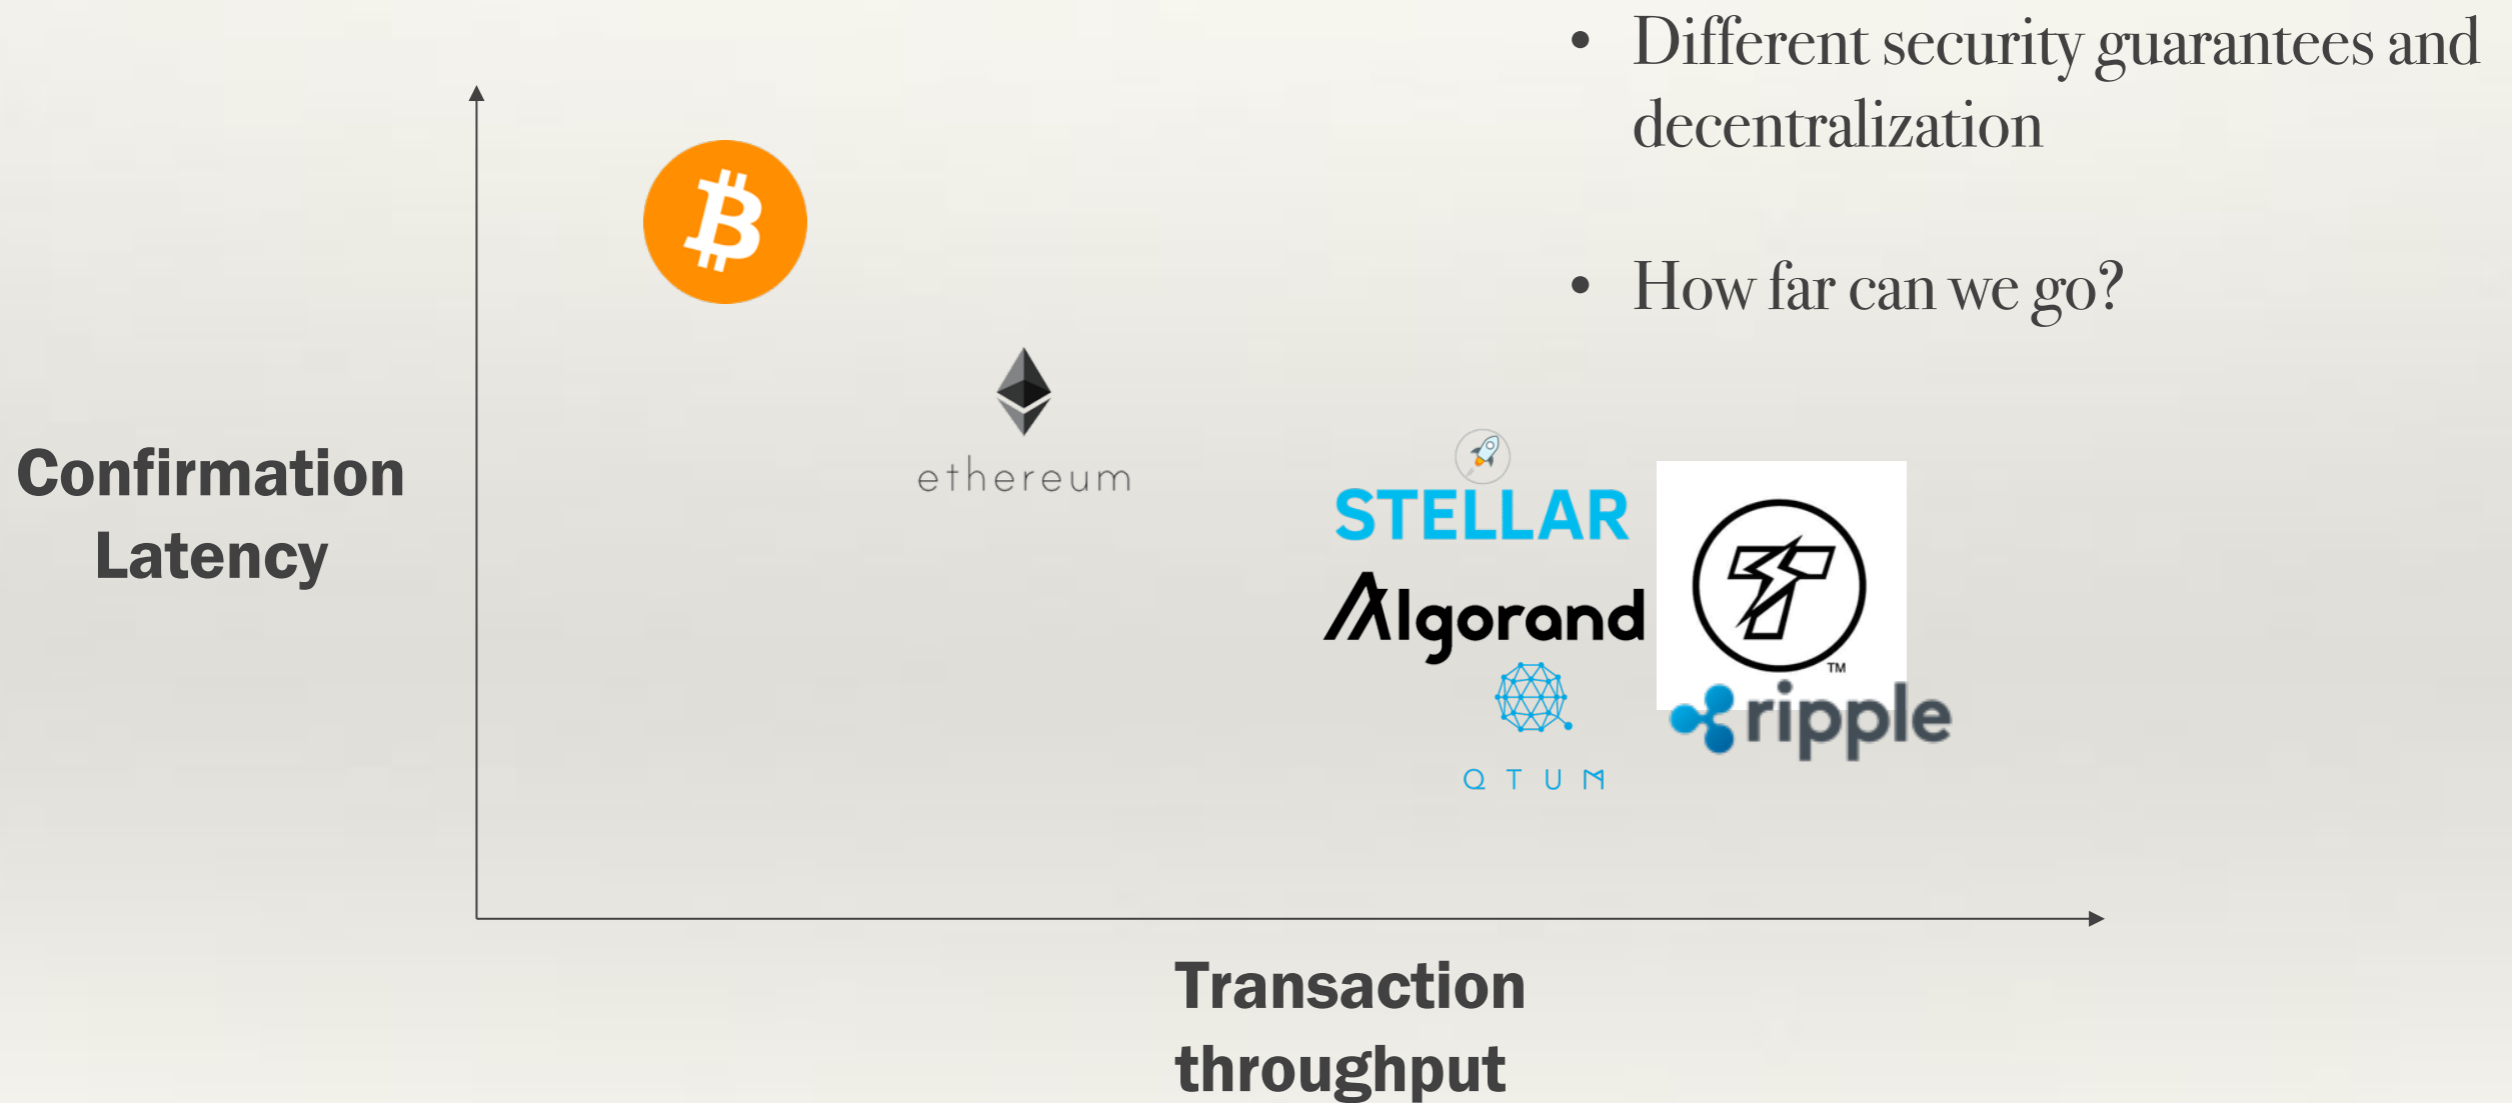 • Different security guarantees and
decentralization
• How far can we go?
Confirmation
Latency
ethereum
STELLAR
Algorand
TM
ripple
QTUM
Transaction
throughput